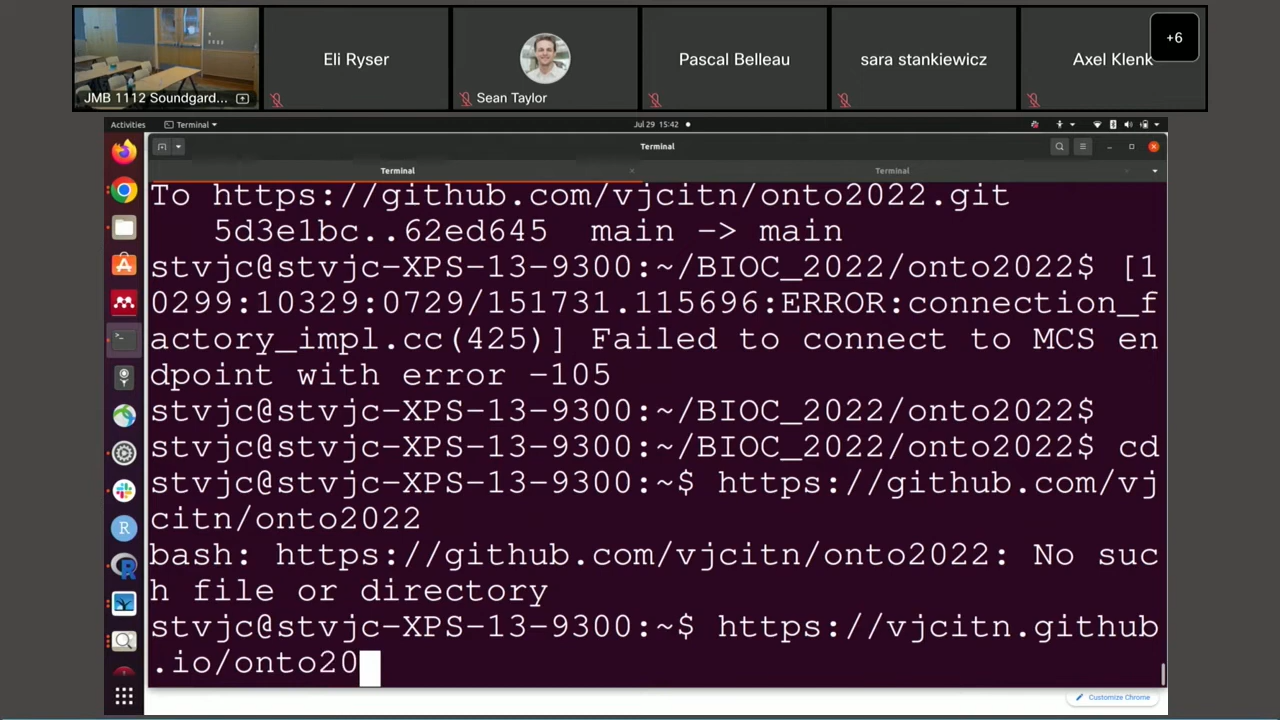 JMB 1112 Soundgard...
Eli Ryser
Sean Taylor
Pascal Belleau
sara stankiewicz
Axel Klenk
+6
Activities
Terminal
Jul 29 15:42
Terminal
Terminal
Terminal
To https://github.com/vjcitn/onto2022.git
5d3e1bc..62ed645 main -> main
stvjc@stvjc-XPS-13-9300:~/BIOC_2022/onto2022$ [1
0299:10329:0729/151731.115696:ERROR:connection_f
actory_impl.cc(425)] Failed to connect to MCS en
dpoint with error -105
stvjc@stvjc-XPS-13-9300:~/BIOC_2022/onto2022$
stvjc@stvjc-XPS-13-9300:~/BIOC_2022/onto2022$ cd
stvjc@stvjc-XPS-13-9300:~$ https://github.com/vj
citn/onto2022
bash: https://github.com/vjcitn/onto2022: No suc
h file or directory
stvjc@stvjc-XPS-13-9300:~$ https://vjcitn.github
.io/onto20
Customize Chrome